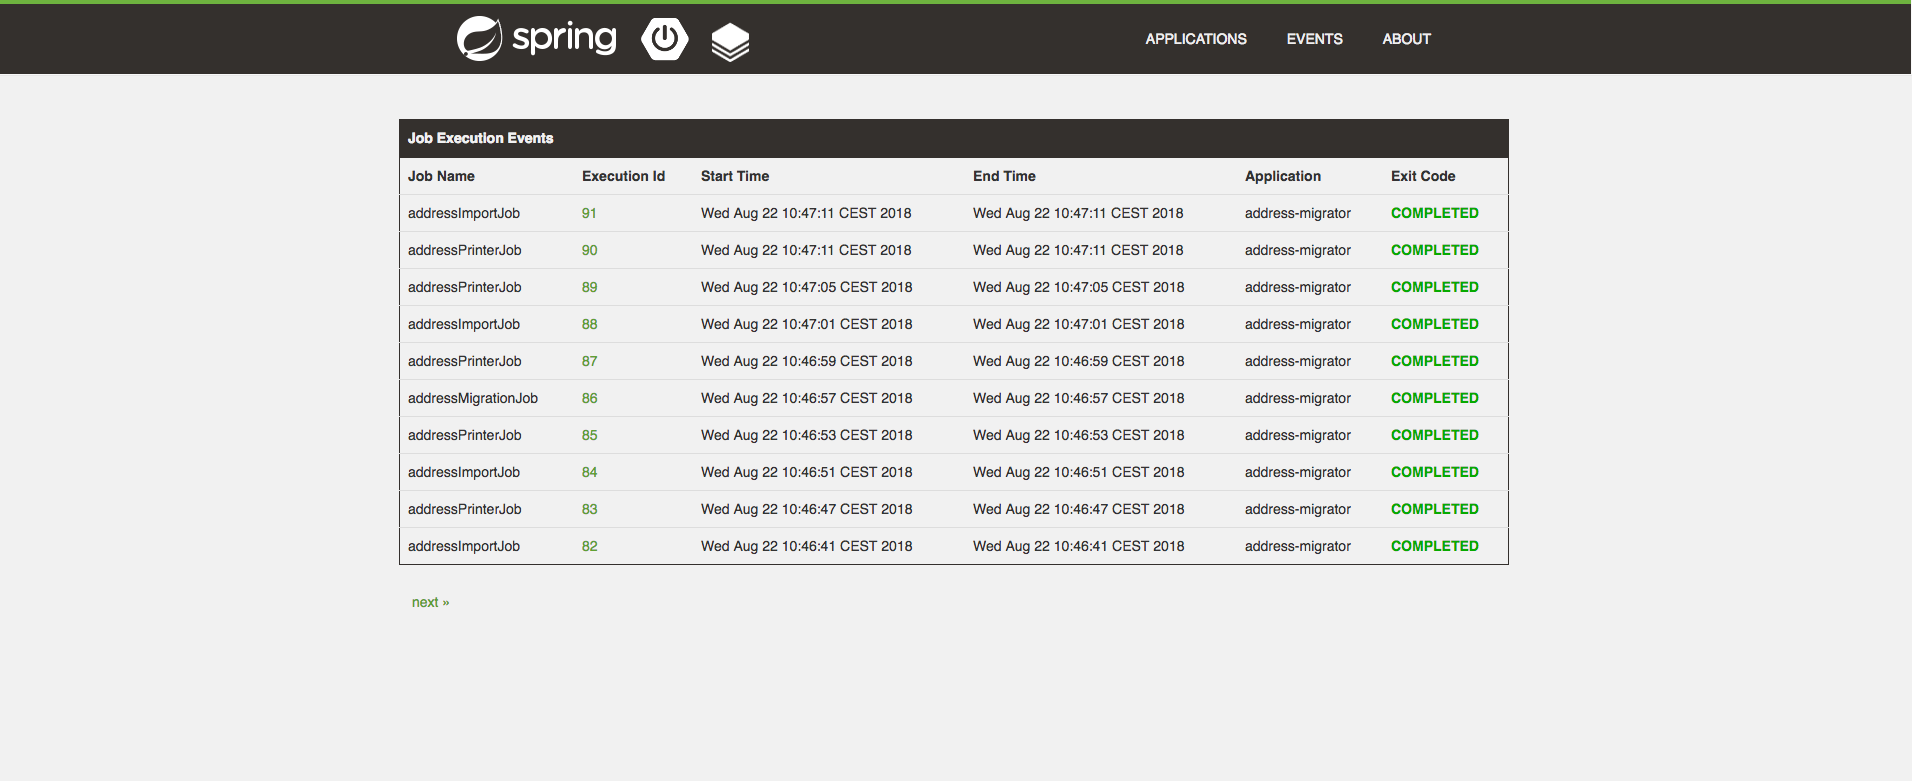 spring APPLICATIONS EVENTS ABOUT
Job Execution Events
Job Name Execution Id Start Time End Time Application Exit Code
addressImportJob 91 Wed Aug 22 10:47:11 CEST 2018 Wed Aug 22 10:47:11 CEST 2018 address-migrator COMPLETED
addressPrinterJob 90 Wed Aug 22 10:47:11 CEST 2018 Wed Aug 22 10:47:11 CEST 2018 address-migrator COMPLETED
addressPrinterJob 89 Wed Aug 22 10:47:05 CEST 2018 Wed Aug 22 10:47:05 CEST 2018 address-migrator COMPLETED
addressImportJob 88 Wed Aug 22 10:47:01 CEST 2018 Wed Aug 22 10:47:01 CEST 2018 address-migrator COMPLETED
addressPrinterJob 87 Wed Aug 22 10:46:59 CEST 2018 Wed Aug 22 10:46:59 CEST 2018 address-migrator COMPLETED
addressMigrationJob 86 Wed Aug 22 10:46:57 CEST 2018 Wed Aug 22 10:46:57 CEST 2018 address-migrator COMPLETED
addressPrinterJob 85 Wed Aug 22 10:46:53 CEST 2018 Wed Aug 22 10:46:53 CEST 2018 address-migrator COMPLETED
addressImportJob 84 Wed Aug 22 10:46:51 CEST 2018 Wed Aug 22 10:46:51 CEST 2018 address-migrator COMPLETED
addressPrinterJob 83 Wed Aug 22 10:46:47 CEST 2018 Wed Aug 22 10:46:47 CEST 2018 address-migrator COMPLETED
addressImportJob 82 Wed Aug 22 10:46:41 CEST 2018 Wed Aug 22 10:46:41 CEST 2018 address-migrator COMPLETED
next »